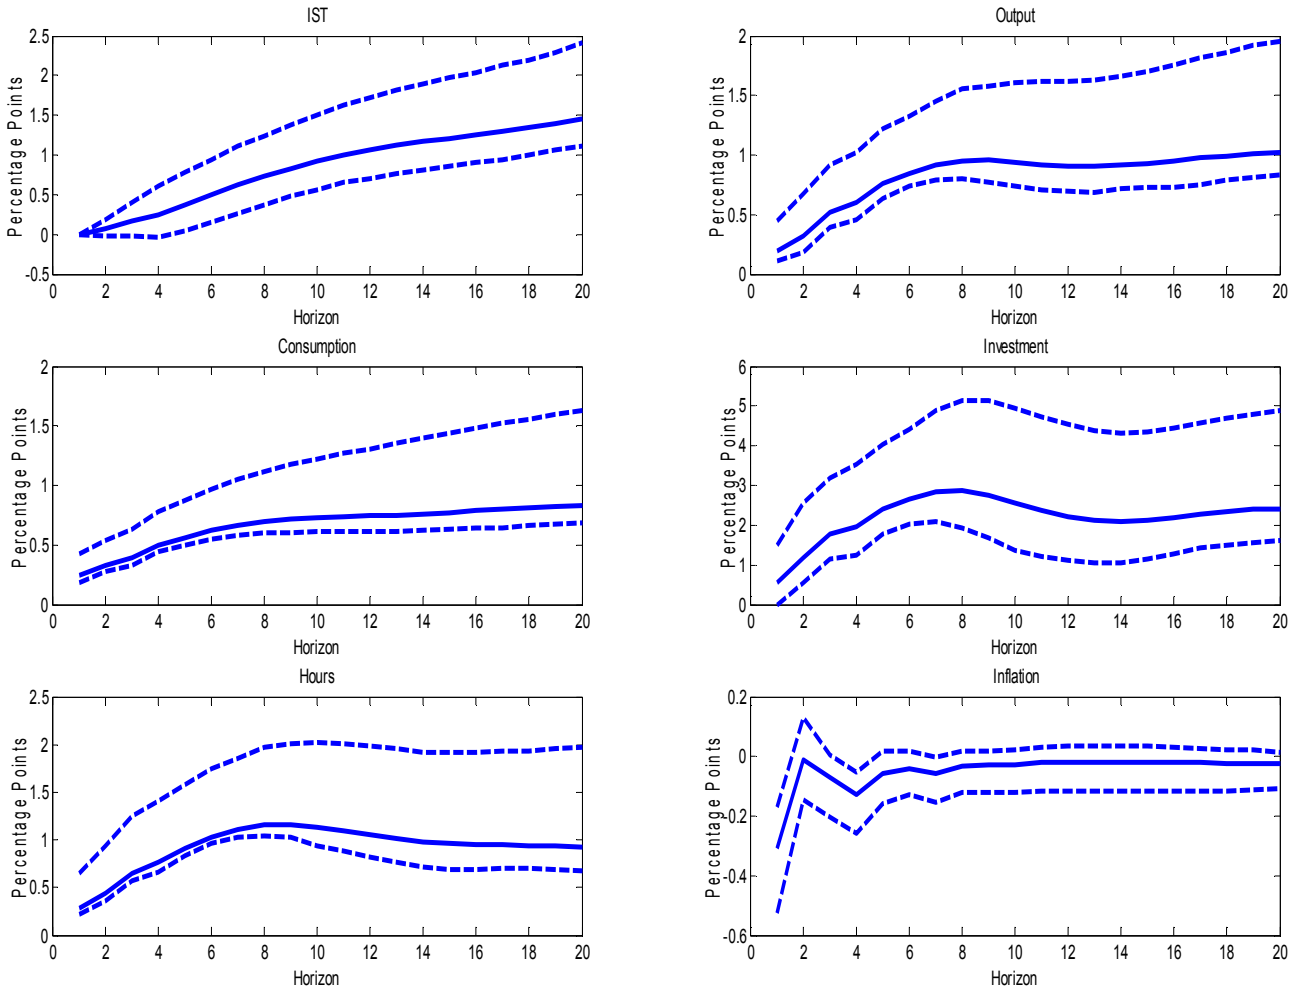 IST
Percentage Points
2.5
2
1.5
1
0.5
0
-0.5
0 2 4 6 8 10 12 14 16 18 20
Horizon
Output
Percentage Points
2
1.5
1
0.5
0
0 2 4 6 8 10 12 14 16 18 20
Horizon
Consumption
Percentage Points
2
1.5
1
0.5
0
0 2 4 6 8 10 12 14 16 18 20
Horizon
Investment
Percentage Points
6
5
4
3
2
1
0
0 2 4 6 8 10 12 14 16 18 20
Horizon
Hours
Percentage Points
2.5
2
1.5
1
0.5
0
0 2 4 6 8 10 12 14 16 18 20
Horizon
Inflation
Percentage Points
0.2
0
-0.2
-0.4
-0.6
0 2 4 6 8 10 12 14 16 18 20
Horizon